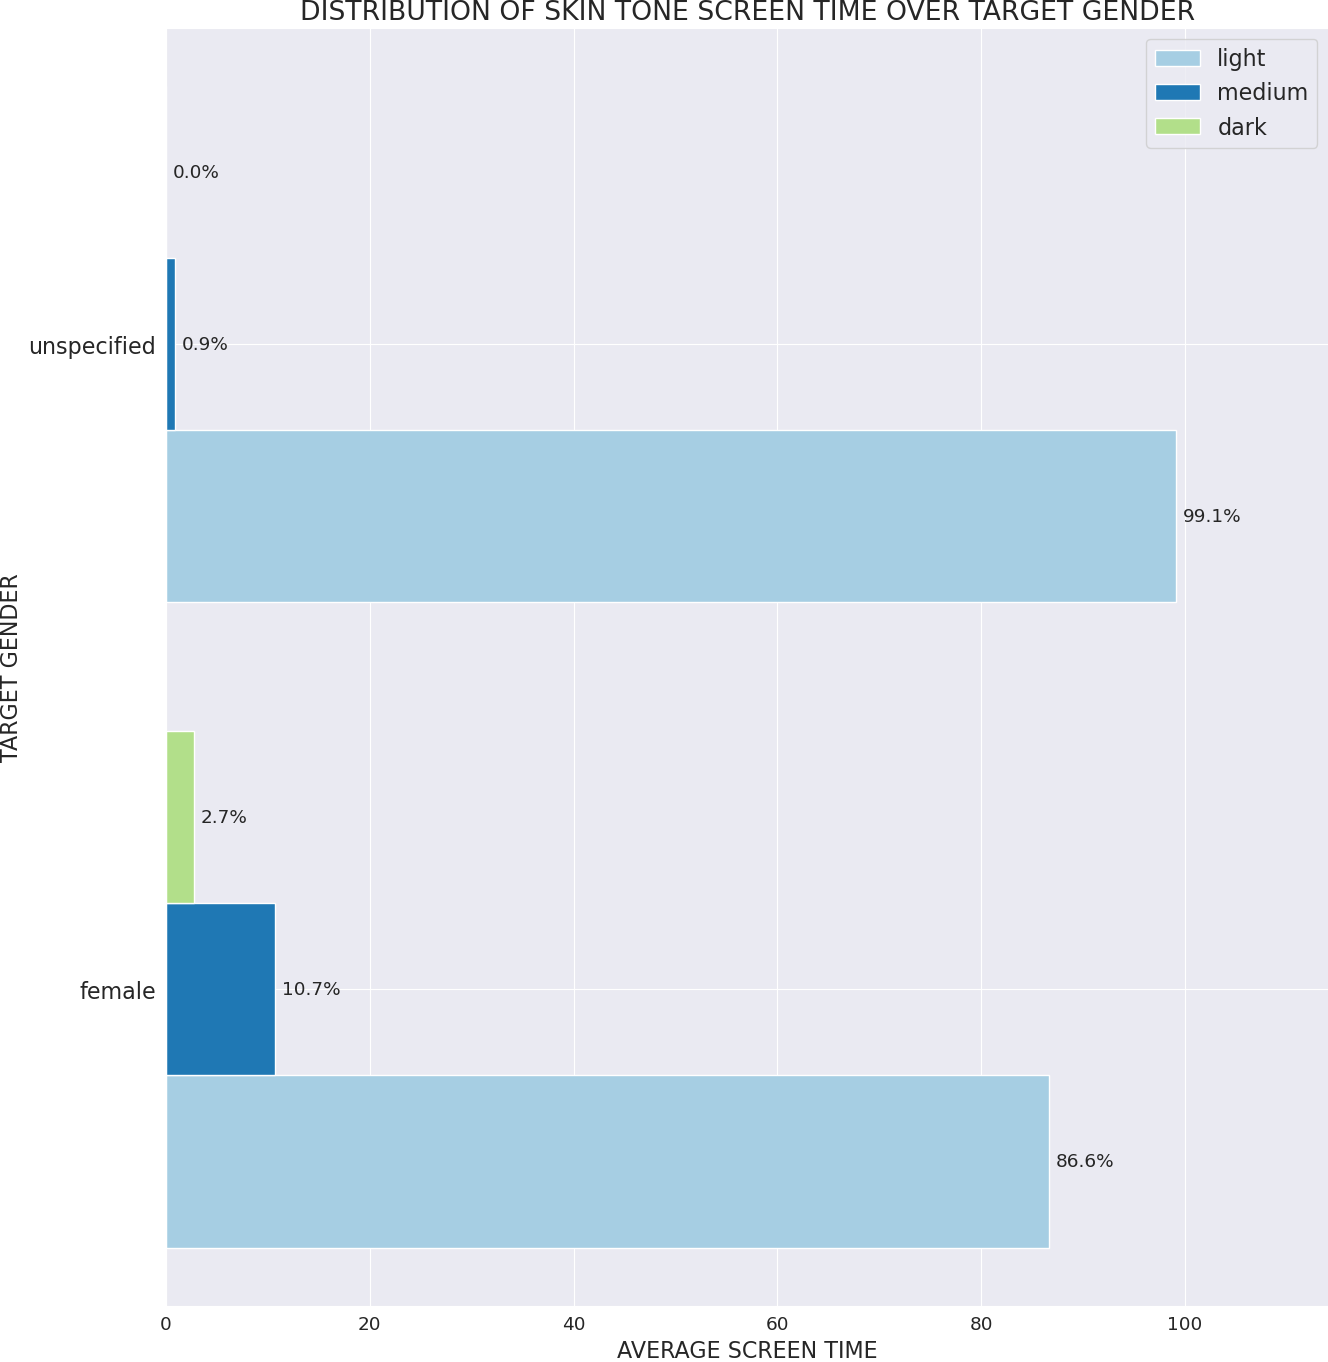 DISTRIBUTION OF SKIN TONE SCREEN TIME OVER TARGET GENDER
light
medium
dark
0.0%
unspecified
0.9%
99.1%
TARGET GENDER
2.7%
female
10.7%
86.6%
0 20 40 60 80 100
AVERAGE SCREEN TIME